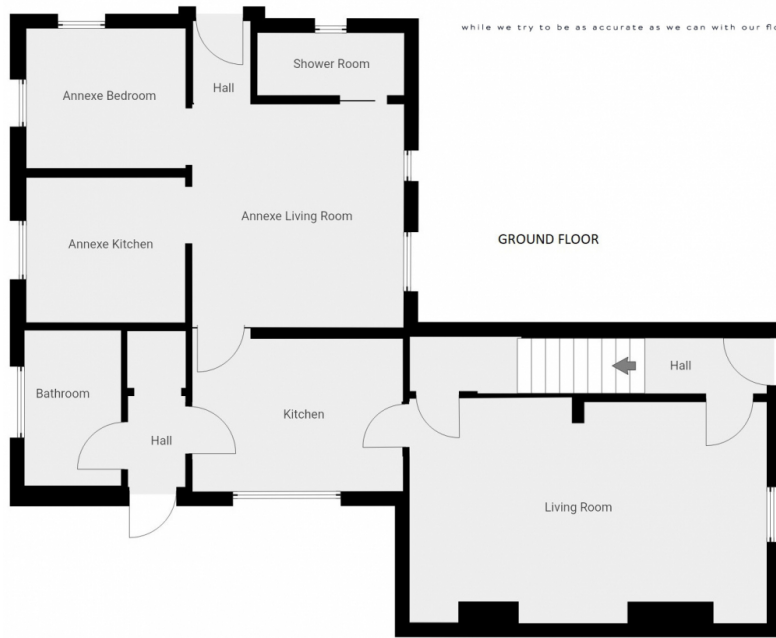 while we try to be as accurate as we can with our
Shower Room
Hall
Annexe Bedroom
Annexe Living Room
Annexe Kitchen
GROUND FLOOR
Hall
Bathroom
Kitchen
Hall
Living Room